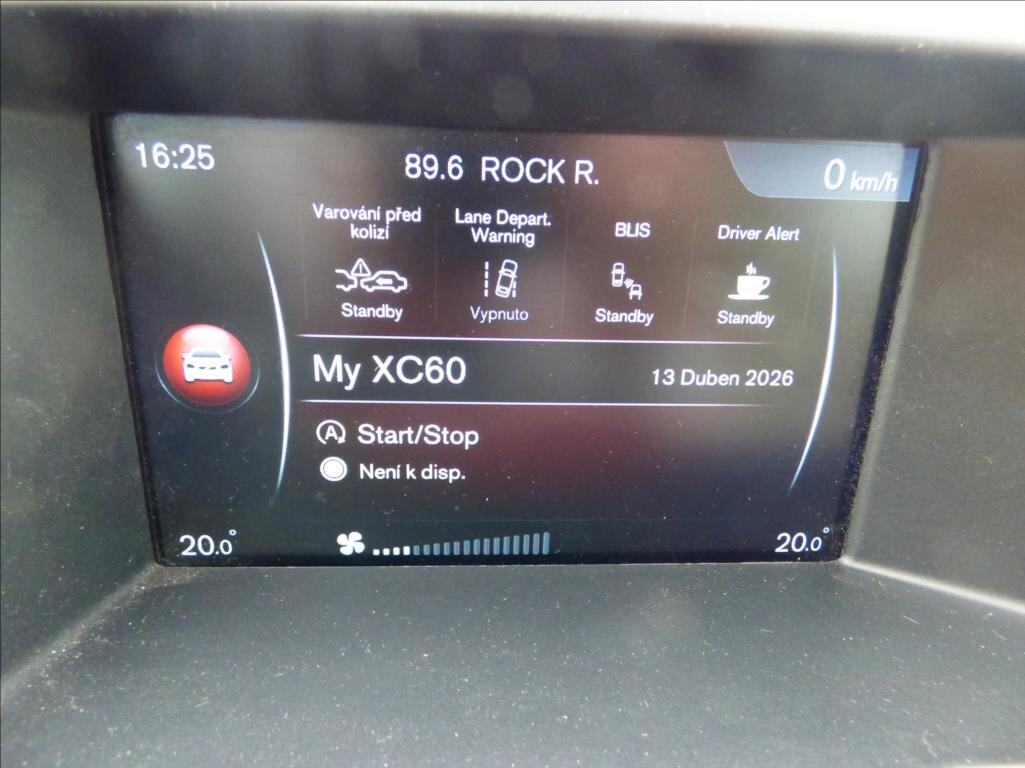 16:25
89.6 ROCK R.
0 km/h
Varování před
kolizí
Lane Depart.
Warning
BLIS
Driver Alert
Standby
Vypnuto
Standby
Standby
My XC60
13 Duben 2026
A Start/Stop
Není k disp.
20.0°
20.0°